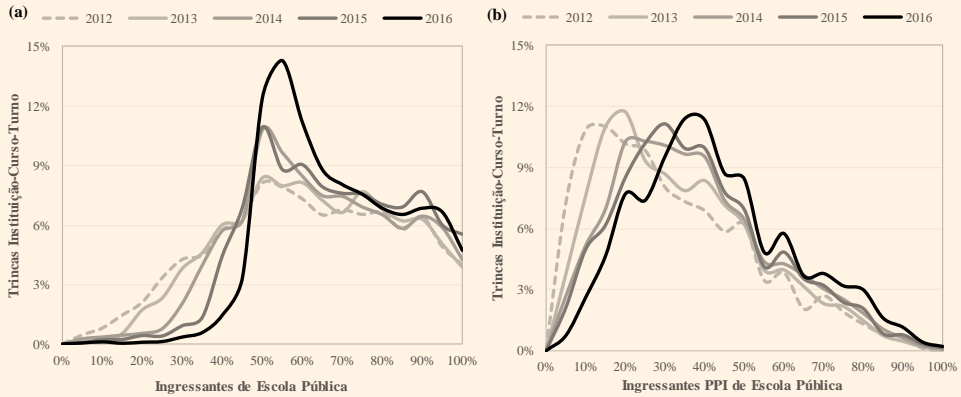 (a)
2012 2013 2014 2015 2016
15%
12%
9%
6%
3%
0%
Trincas Instituição-Curso-Turno
0% 10% 20% 30% 40% 50% 60% 70% 80% 90% 100%
Ingressantes de Escola Pública
(b)
2012 2013 2014 2015 2016
15%
12%
9%
6%
3%
0%
Trincas Instituição-Curso-Turno
0% 10% 20% 30% 40% 50% 60% 70% 80% 90% 100%
Ingressantes PPI de Escola Pública